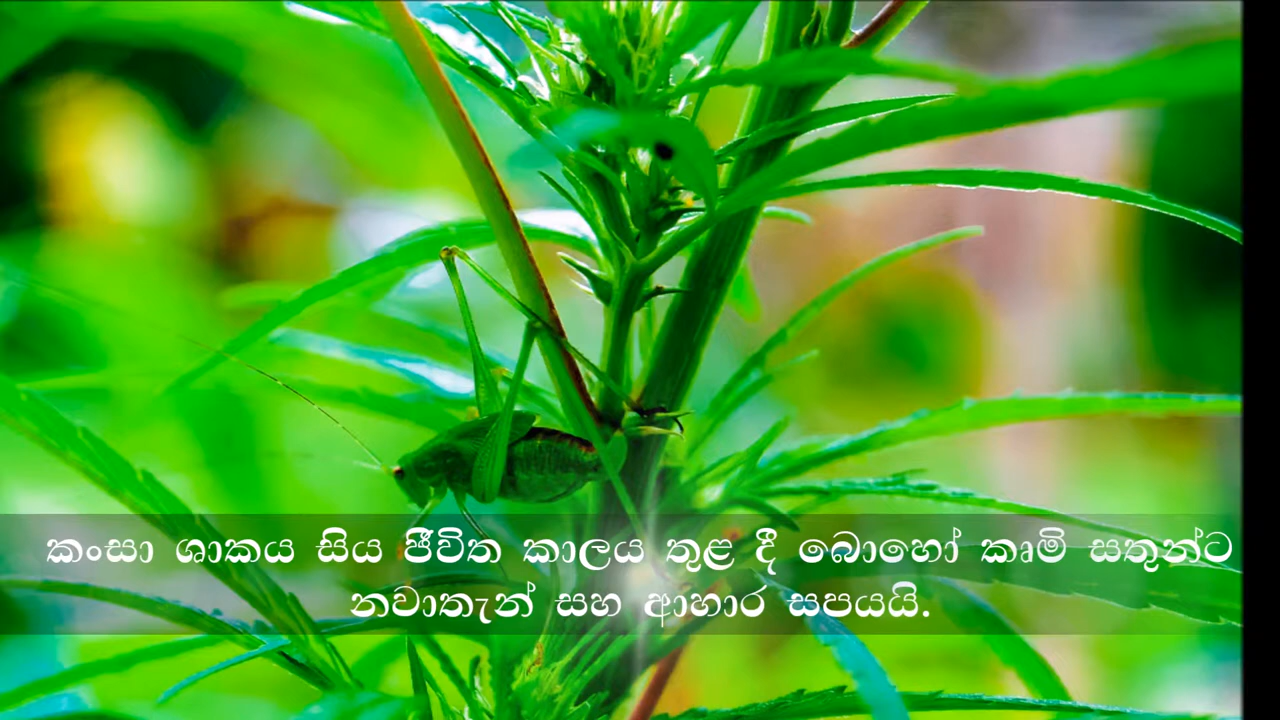 කංසා ශාකය සිය ජීවිත කාලය තුළ දී බොහෝ කෘමි සතුන්ට
නවාතැන් සහ ආහාර සපයයි.